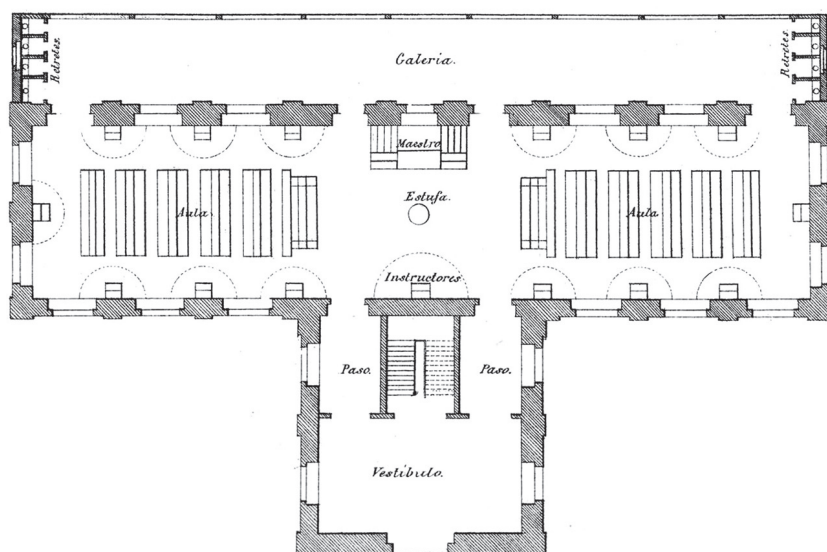 Retretes.
Galeria.
Retretes.
Maestro
Estufa.
Aula.
Aula.
Instructores.
Paso.
Paso.
Vestibulo.